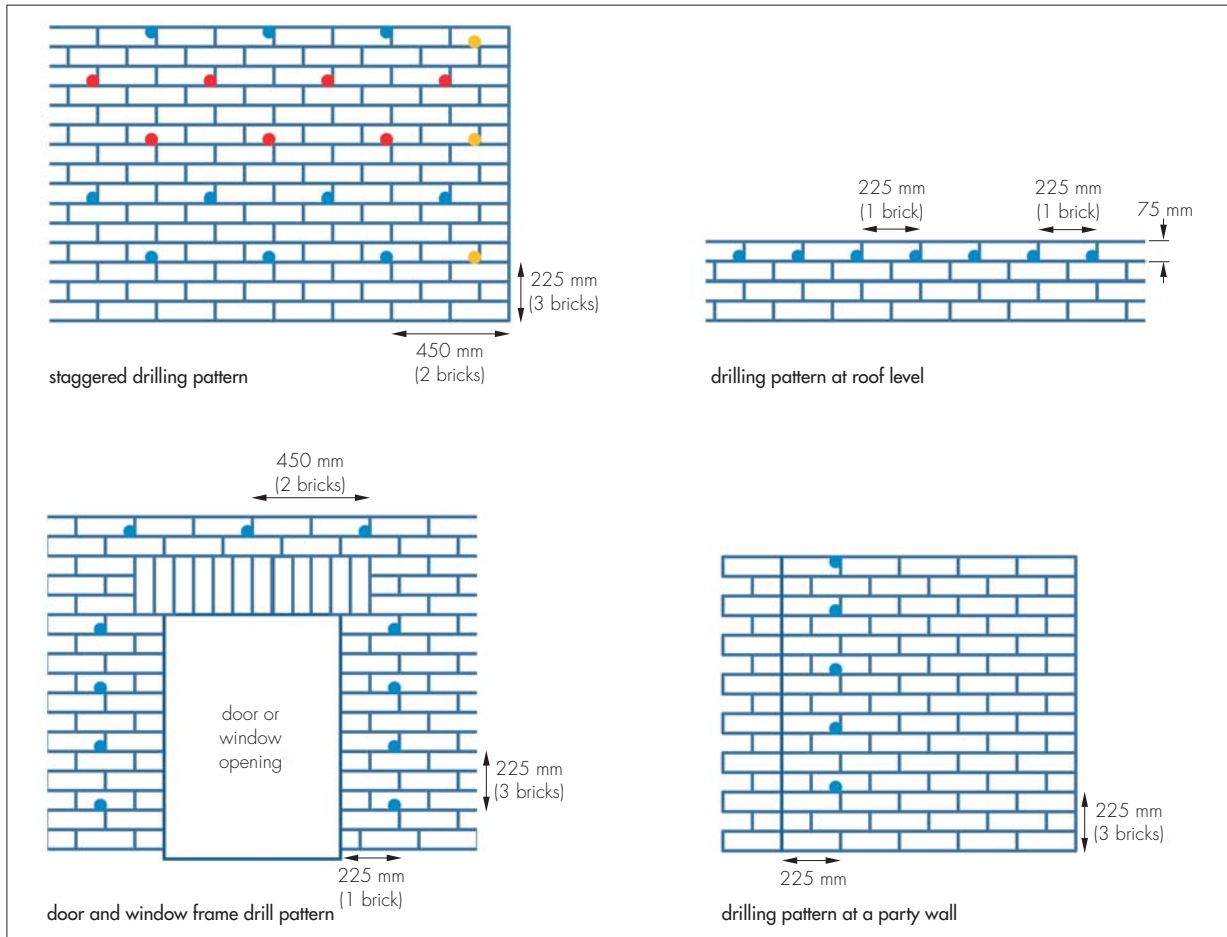 225 mm
(3 bricks)
450 mm
(2 bricks)
staggered drilling pattern
225 mm
(1 brick)
225 mm
(1 brick)
75 mm
drilling pattern at roof level
450 mm
(2 bricks)
door or
window
opening
225 mm
(3 bricks)
225 mm
(1 brick)
door and window frame drill pattern
225 mm
(3 bricks)
225 mm
drilling pattern at a party wall